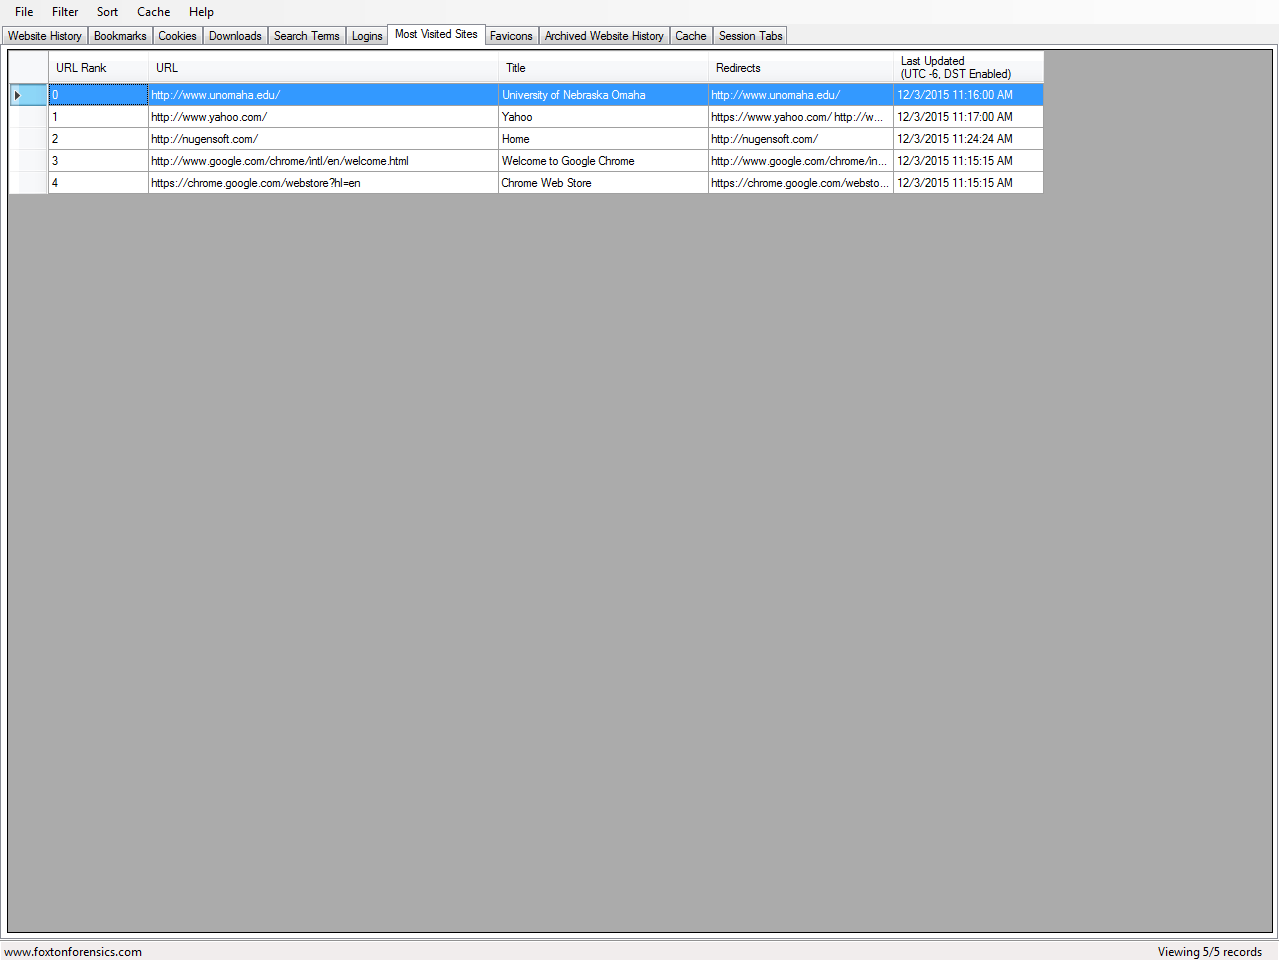 File Filter Sort Cache Help
Website History Bookmarks Cookies Downloads Search Terms Logins Most Visited Sites Favicons Archived Website History Cache Session Tabs
URL Rank URL Title Redirects Last Updated
(UTC -6, DST Enabled)
0 http://www.unomaha.edu/ University of Nebraska Omaha http://www.unomaha.edu/ 12/3/2015 11:16:00 AM
1 http://www.yahoo.com/ Yahoo https://www.yahoo.com/ http://w... 12/3/2015 11:17:00 AM
2 http://nugensoft.com/ Home http://nugensoft.com/ 12/3/2015 11:24:24 AM
3 http://www.google.com/chrome/intl/en/welcome.html Welcome to Google Chrome http://www.google.com/chrome/in... 12/3/2015 11:15:15 AM
4 https://chrome.google.com/webstore?hl=en Chrome Web Store https://chrome.google.com/websto... 12/3/2015 11:15:15 AM
www.foxtonforensics.com Viewing 5/5 records